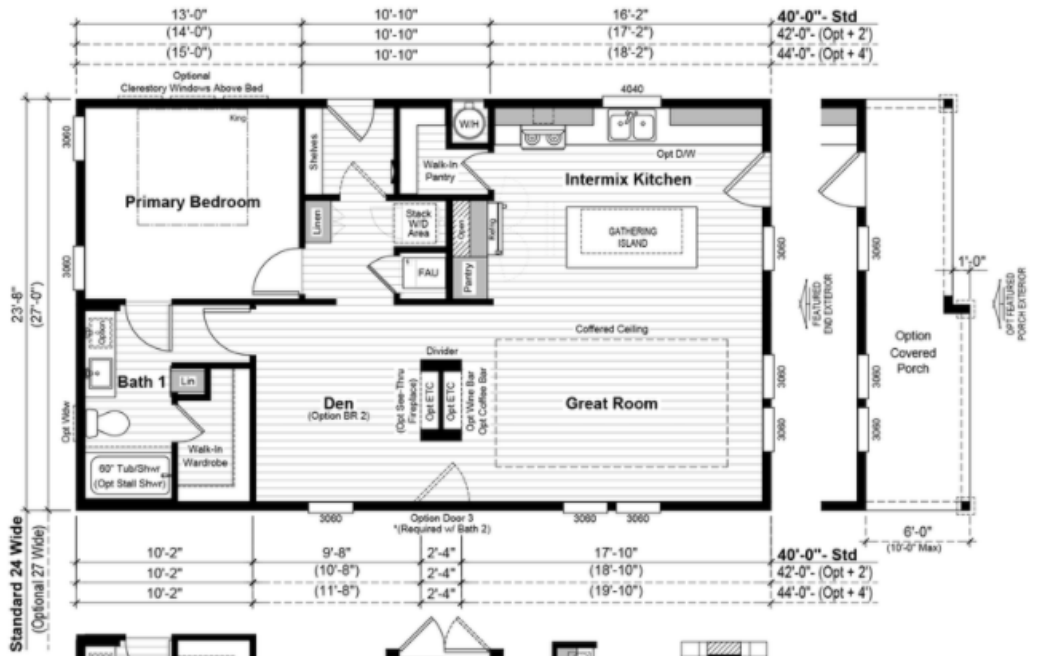 13'-0" 10'-10" 16'-2" 40'-0"- Std
(14'-0") 10'-10" (17'-2") 42'-0"- (Opt + 2')
(15'-0") 10'-10" (18'-2") 44'-0"- (Opt + 4')
Optional
Clerestory Windows Above Bed
4040
King
W/H
3060
Shelves
Opt D/W
Walk-In
Pantry
Intermix Kitchen
Primary Bedroom
Linen
Stack
W/D
Area
Open
Refrig
GATHERING
ISLAND
3060
3060
3060
FAU
Pantry
1'-0"
FEATURED
END EXTERIOR
OPT FEATURED
PORCH EXTERIOR
23'-8"
(27'-0")
Option
Coffered Ceiling
Option
Covered
Porch
Divider
Bath 1
Lin
(Opt See-Thru
Fireplace)
Opt ETC
Opt ETC
Opt Wine Bar
Opt Coffee Bar
3060
3060
Den
(Option BR 2)
Great Room
Opt Wdw
Walk-In
Wardrobe
3060
3060
60" Tub/Shwr
(Opt Stall Shwr)
3060
Option Door 3
*(Required w/ Bath 2)
3060 3060
6'-0"
(10'-0" Max)
Standard 24 Wide
(Optional 27 Wide)
10'-2" 9'-8" 2'-4" 17'-10" 40'-0"- Std
10'-2" (10'-8") 2'-4" (18'-10") 42'-0"- (Opt + 2')
10'-2" (11'-8") 2'-4" (19'-10") 44'-0"- (Opt + 4')